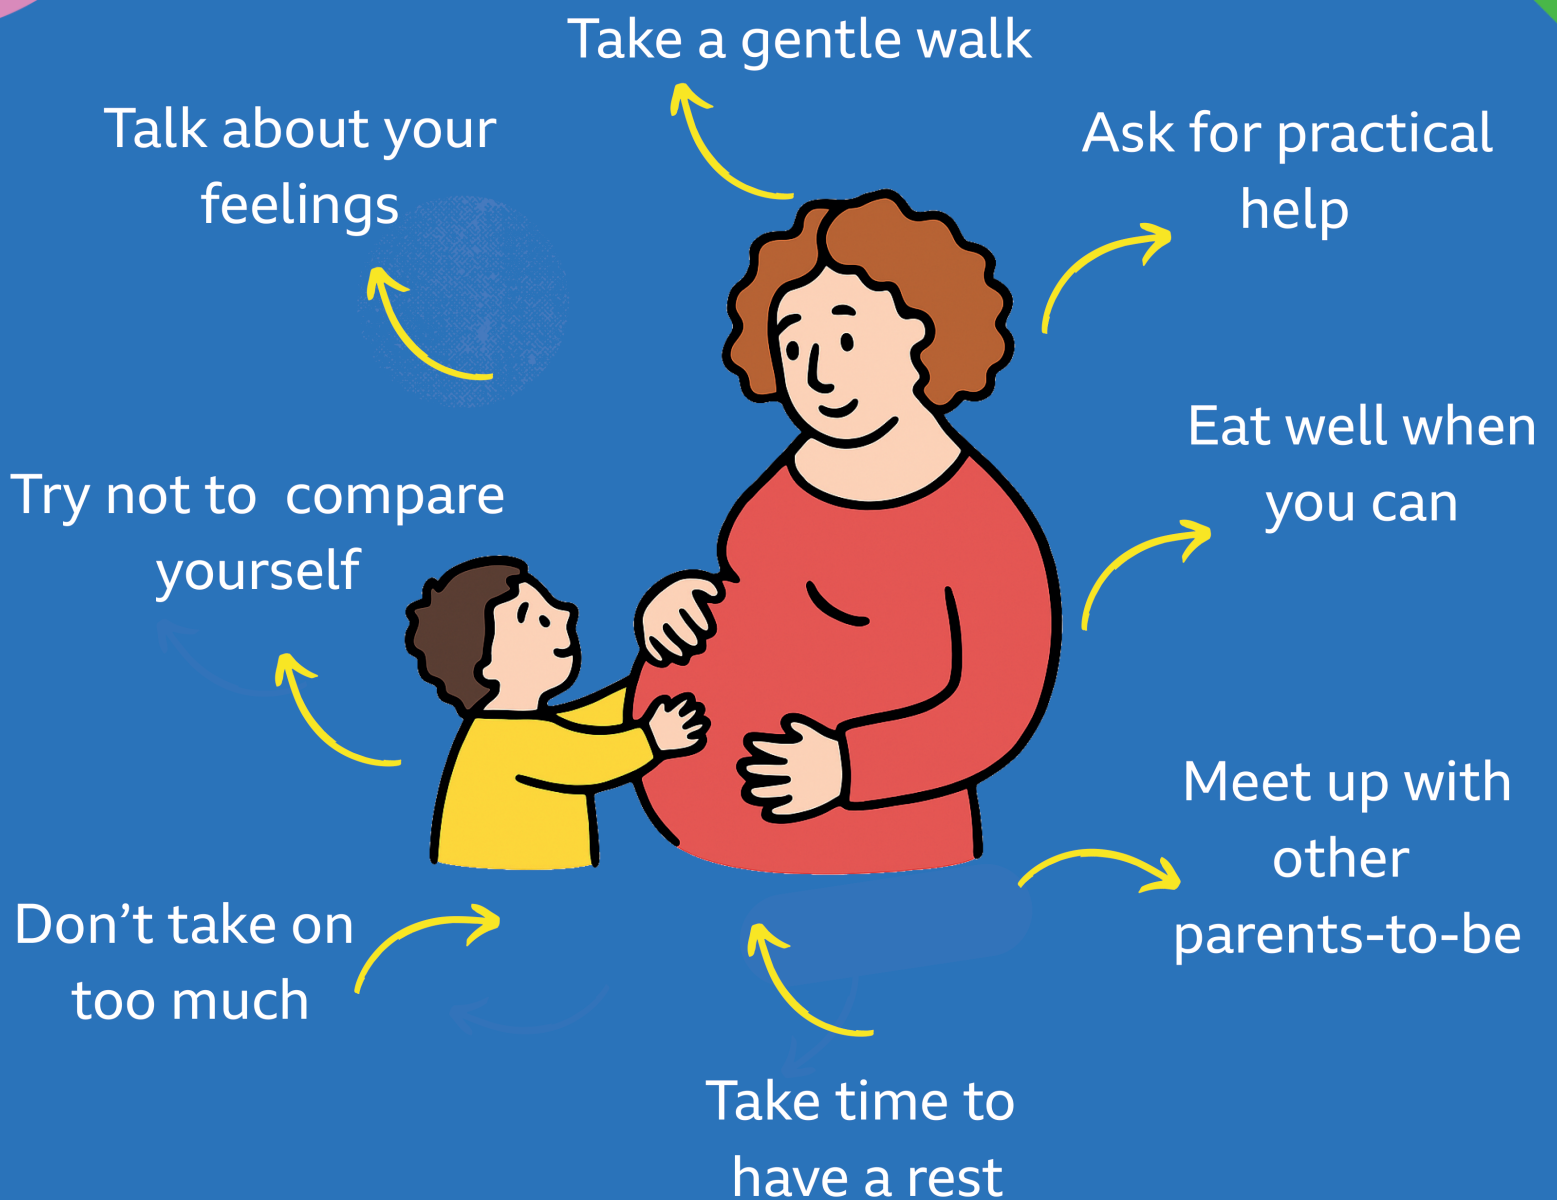 Take a gentle walk
Talk about your
feelings
Ask for practical
help
Try not to  compare
yourself
Eat well when
you can
Don’t take on
too much
Meet up with
other
parents-to-be
Take time to
have a rest